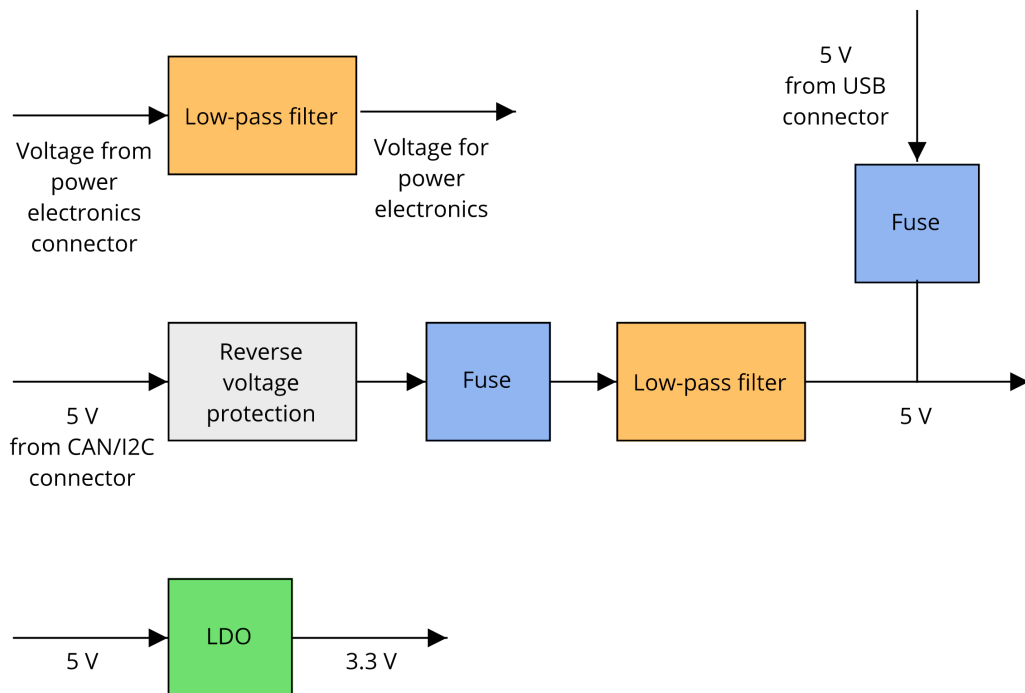 Low-pass filter
Voltage from
power
electronics
connector
Voltage for
power
electronics
5 V
from USB
connector
Fuse
Reverse
voltage
protection
Fuse
Low-pass filter
5 V
from CAN/I2C
connector
5 V
LDO
5 V
3.3 V